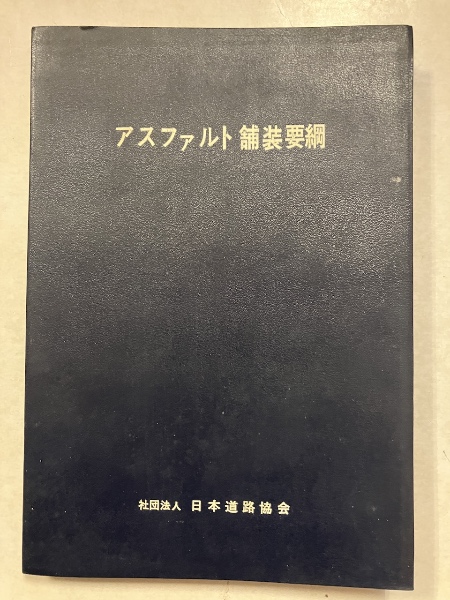 アスファルト舗装要綱
社団法人 日本道路協会